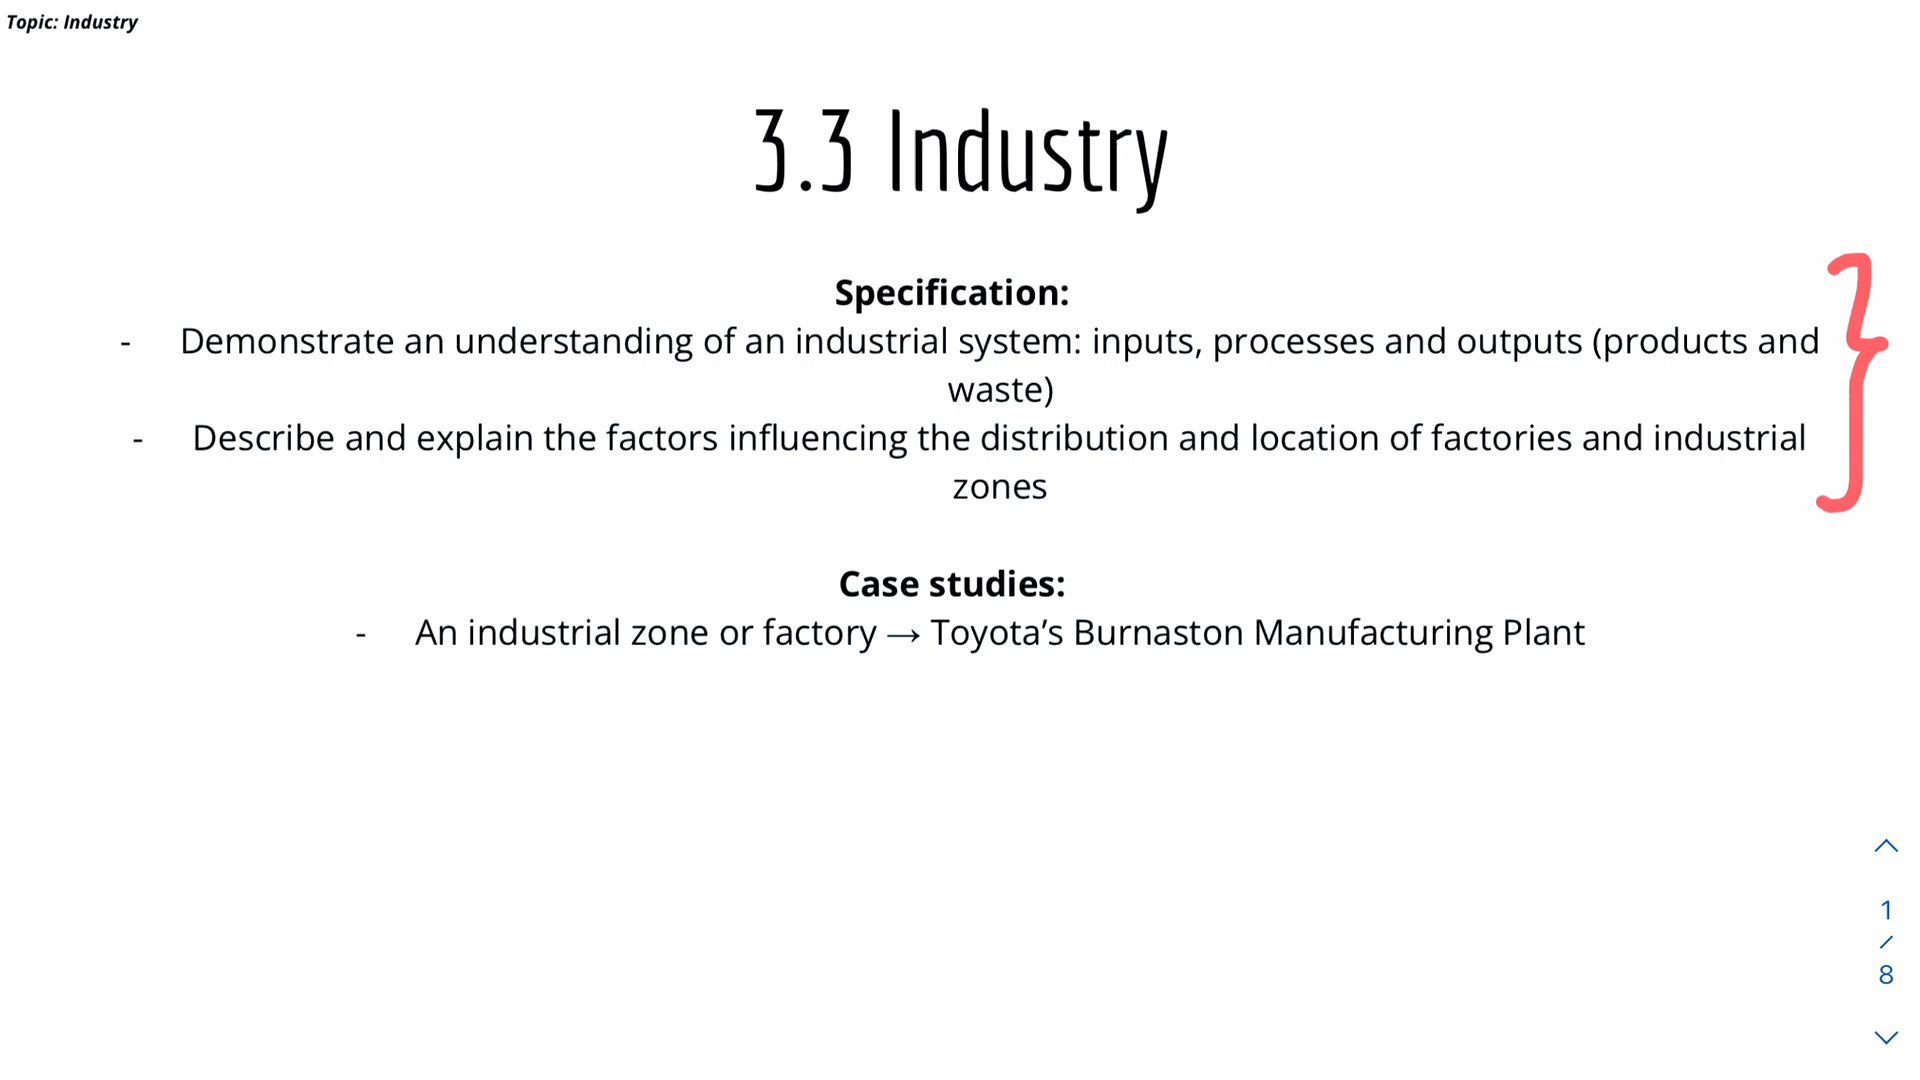 Topic: Industry
3.3 Industry
Specification:
- Demonstrate an understanding of an industrial system: inputs, processes and outputs (products and
waste)
- Describe and explain the factors influencing the distribution and location of factories and industrial
zones
Case studies:
- An industrial zone or factory → Toyota’s Burnaston Manufacturing Plant
1
/
8